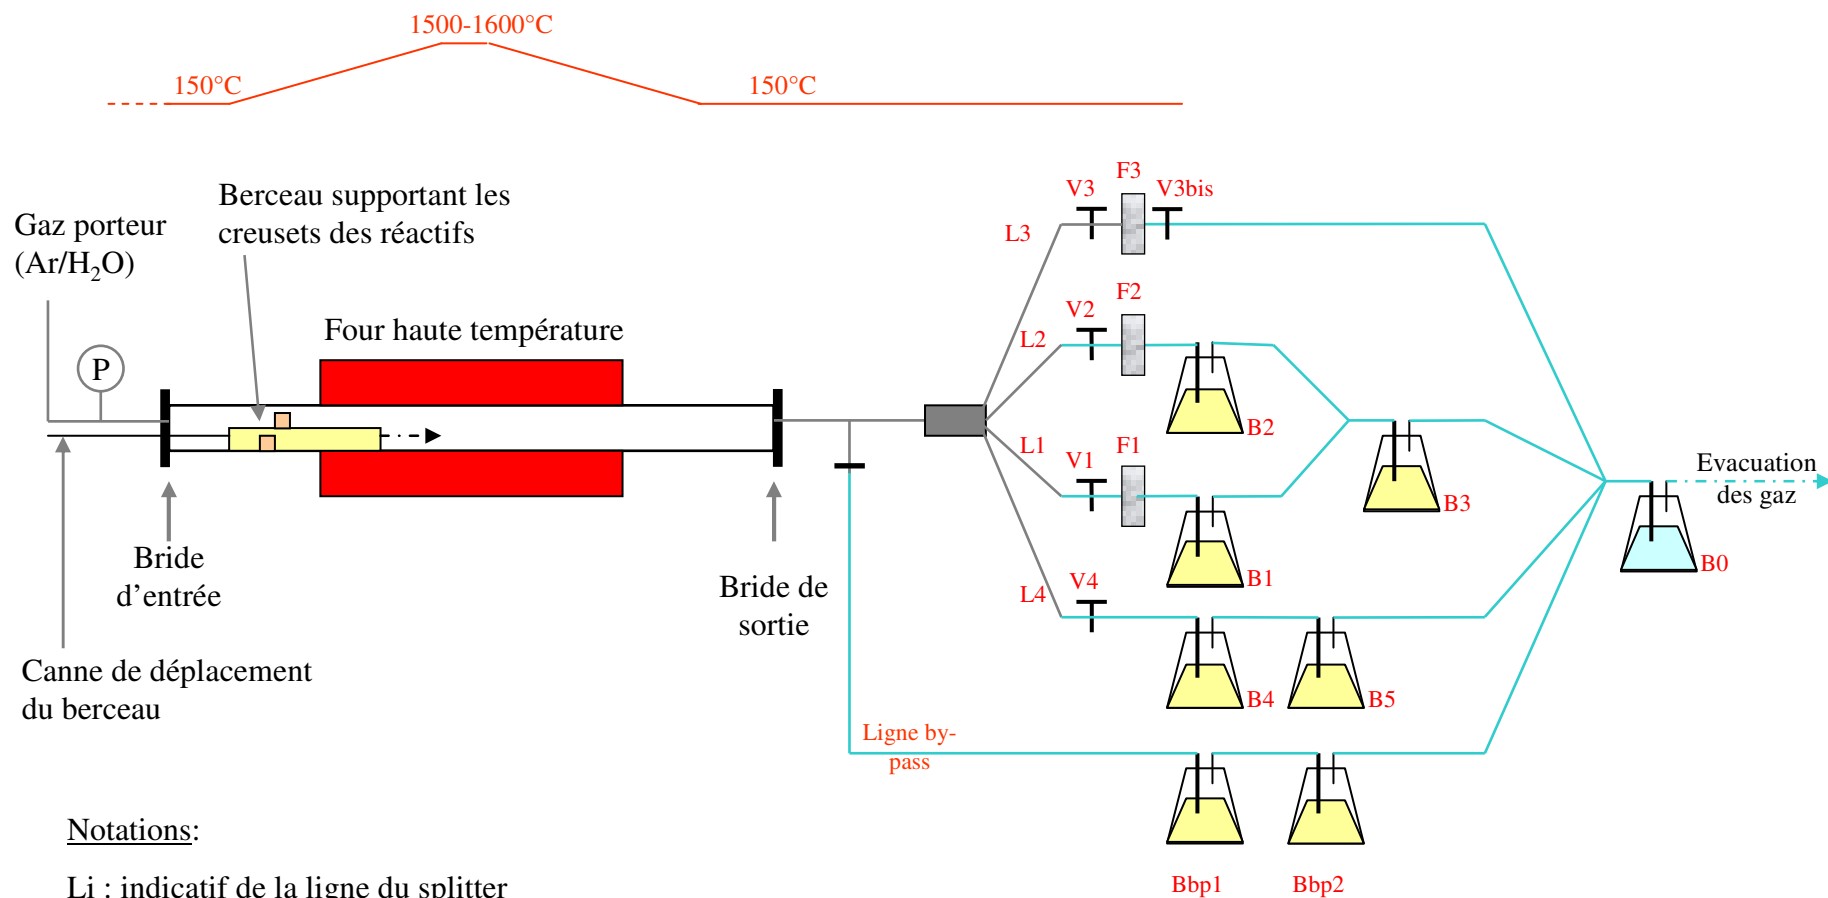 1500-1600°C
150°C
150°C
Berceau supportant les
creusets des réactifs
Gaz porteur
(Ar/H₂O)
P
Four haute température
Bride
d'entrée
Bride de
sortie
Canne de déplacement
du berceau
F3
V3
V3bis
L3
F2
V2
L2
B2
L1
V1
F1
B3
B1
Evacuation
des gaz
B0
L4
V4
B4
B5
Ligne by-
pass
Bbp1
Bbp2
Notations:
Li : indicatif de la ligne du splitter